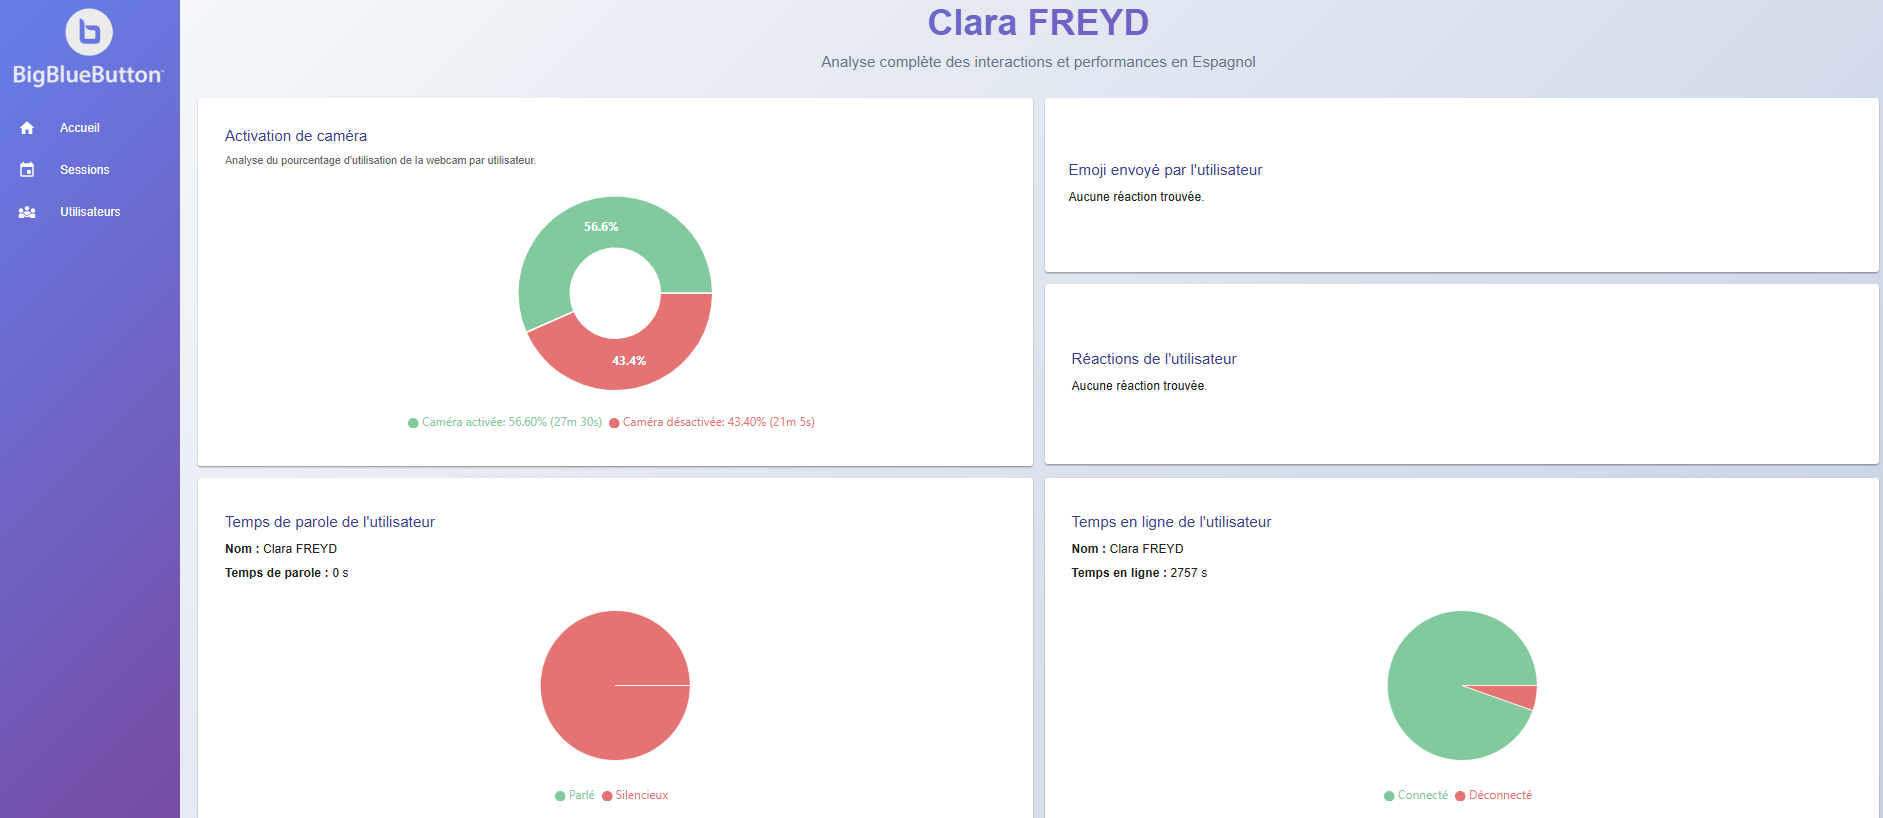 BigBlueButton™
Accueil
Sessions
Utilisateurs
Clara FREYD
Analyse complète des interactions et performances en Espagnol
Activation de caméra
Analyse du pourcentage d'utilisation de la webcam par utilisateur.
56.6%
43.4%
Caméra activée: 56.60% (27m 30s) Caméra désactivée: 43.40% (21m 5s)
Emoji envoyé par l'utilisateur
Aucune réaction trouvée.
Réactions de l'utilisateur
Aucune réaction trouvée.
Temps de parole de l'utilisateur
Nom : Clara FREYD
Temps de parole : 0 s
Parlé Silencieux
Temps en ligne de l'utilisateur
Nom : Clara FREYD
Temps en ligne : 2757 s
Connecté Déconnecté